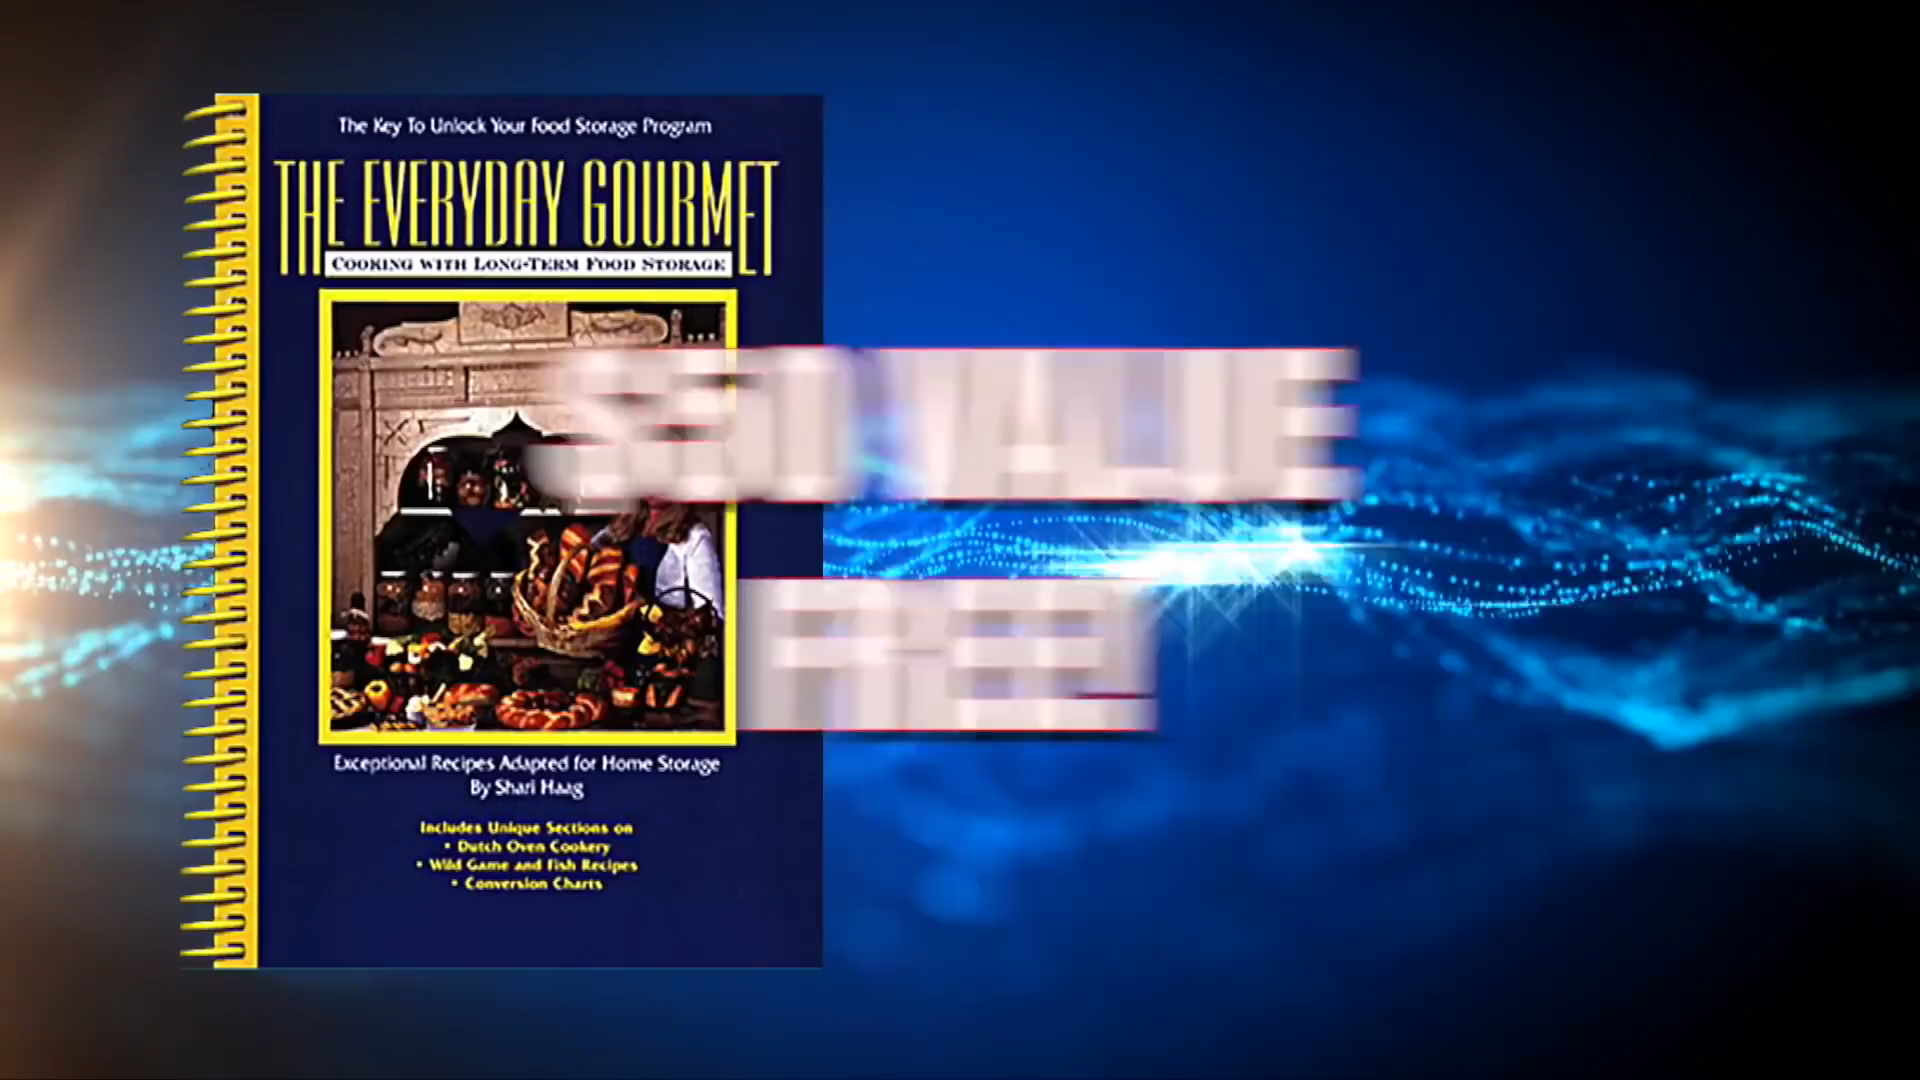 The Key To Unlock Your Food Storage Program
THE EVERYDAY GOURMET
COOKING WITH LONG-TERM FOOD STORAGE
Exceptional Recipes Adapted for Home Storage
By Shari Haag
Includes Unique Sections on
• Dutch Oven Cookery
• Wild Game and Fish Recipes
• Conversion Charts
VALUE
FREE!